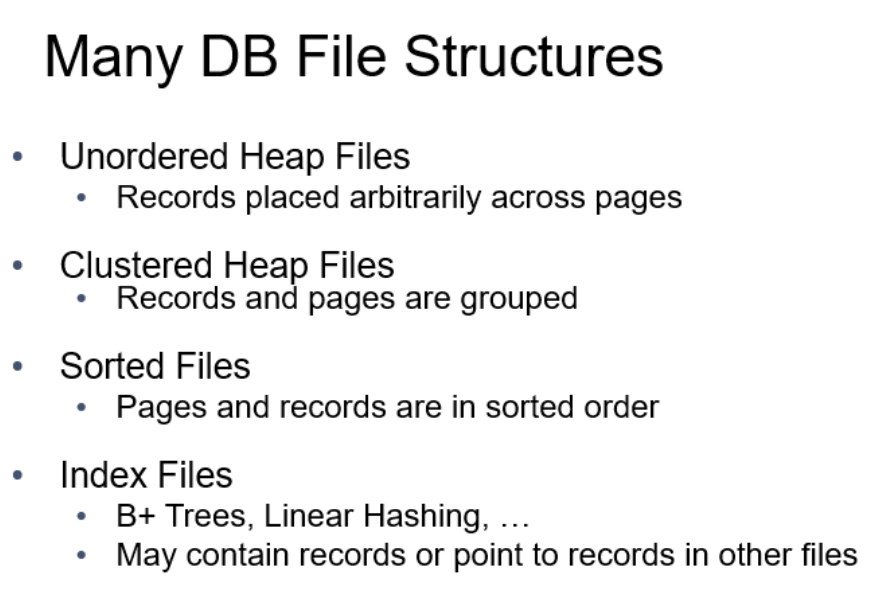 Many DB File Structures
• Unordered Heap Files
• Records placed arbitrarily across pages
• Clustered Heap Files
• Records and pages are grouped
• Sorted Files
• Pages and records are in sorted order
• Index Files
• B+ Trees, Linear Hashing, …
• May contain records or point to records in other files